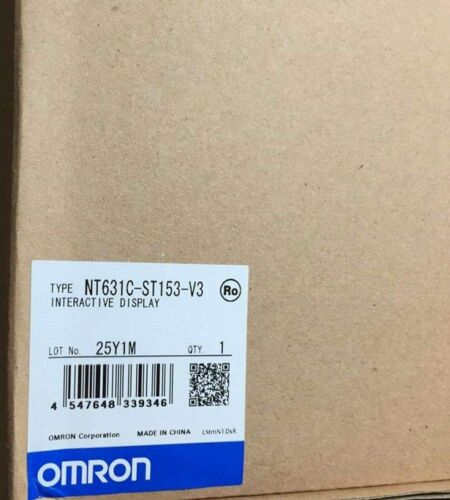 TYPE NT631C-ST153-V3 Ro
INTERACTIVE DISPLAY
LOT No. 25Y1M QTY. 1
4 547648 339346
OMRON Corporation MADE IN CHINA LMmN1DsR
OMRON